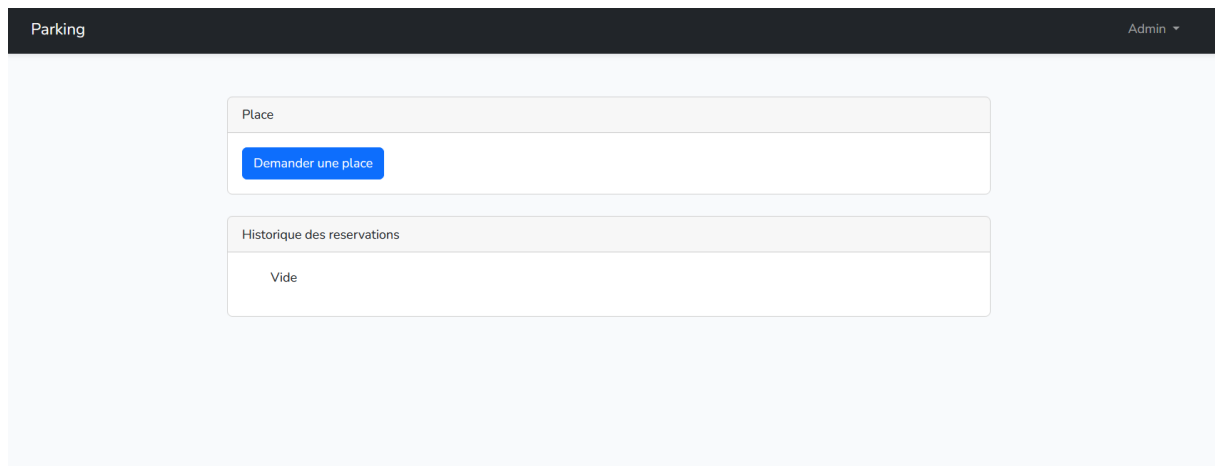 Parking
Admin
Place
Demander une place
Historique des reservations
Vide